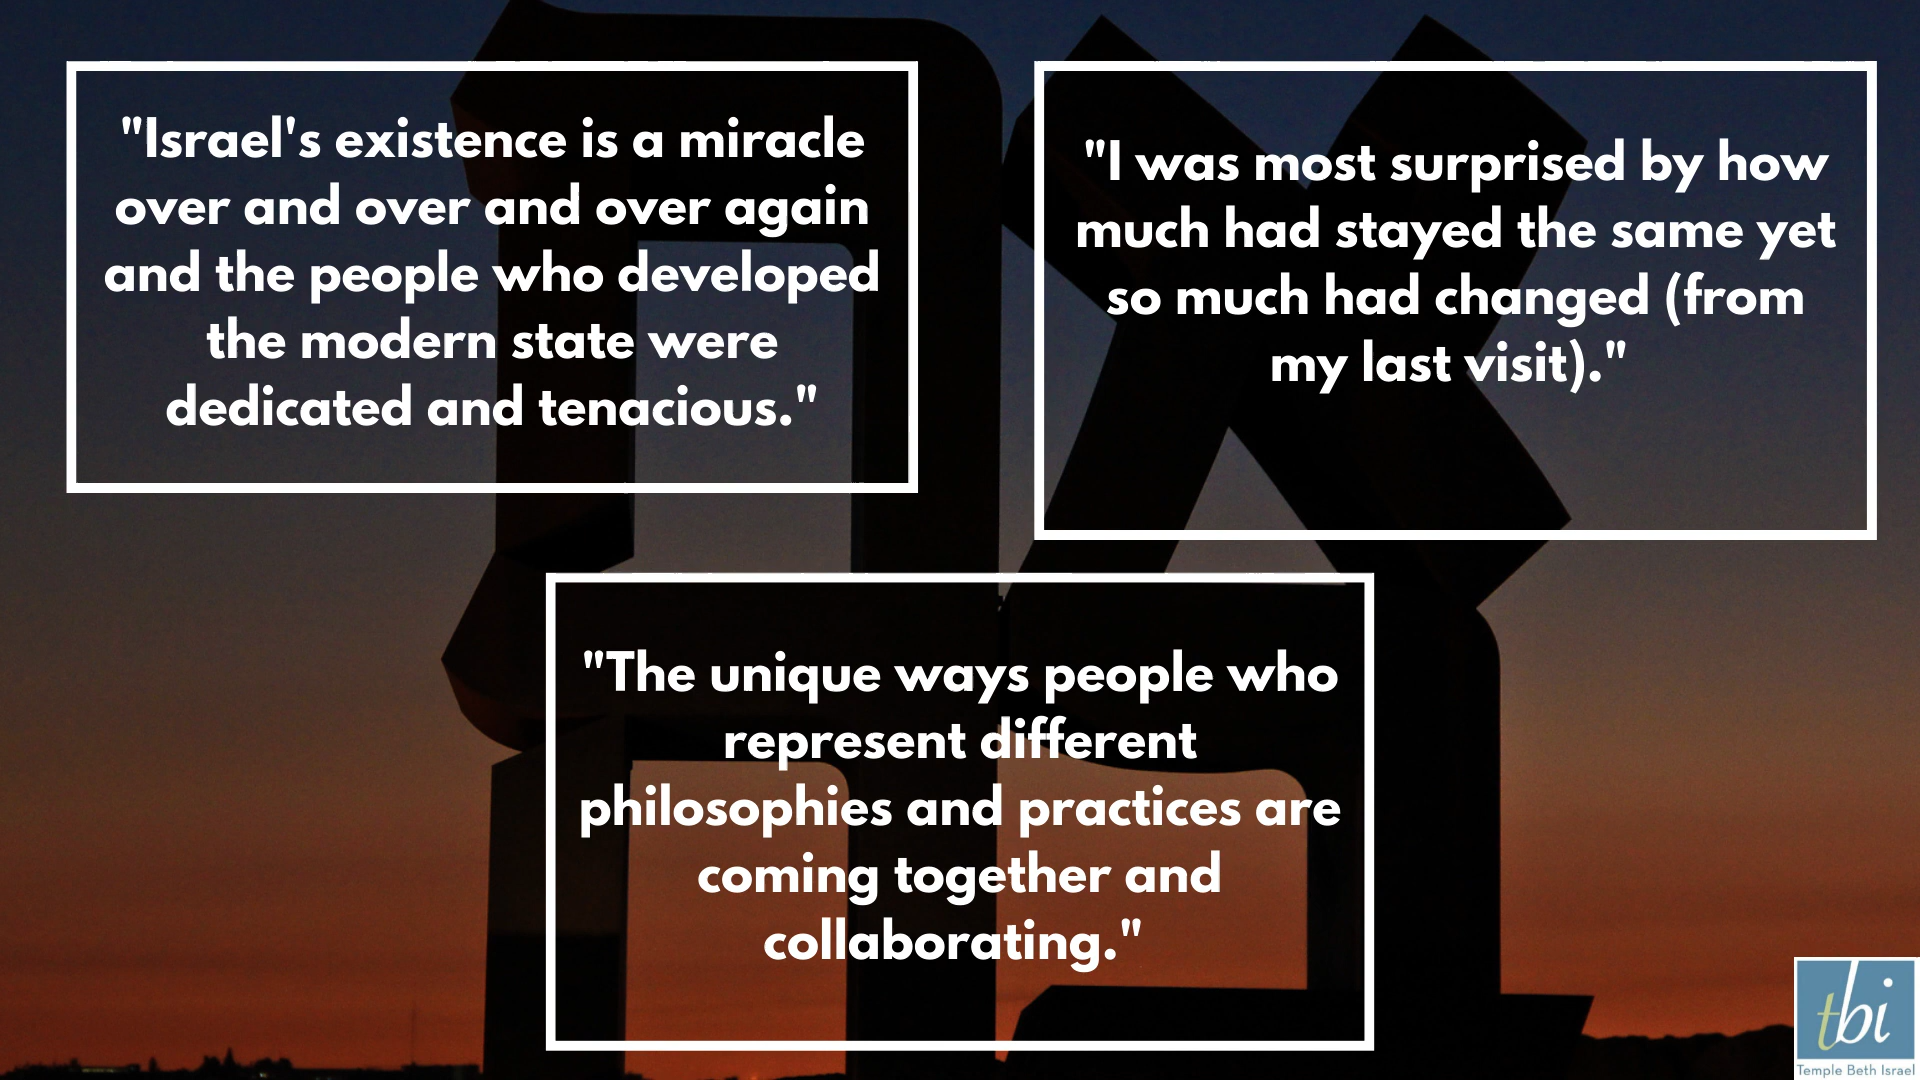 "Israel's existence is a miracle
over and over and over again
and the people who developed
the modern state were
dedicated and tenacious."
"I was most surprised by how
much had stayed the same yet
so much had changed (from
my last visit)."
"The unique ways people who
represent different
philosophies and practices are
coming together and
collaborating."
tbi
Temple Beth Israel